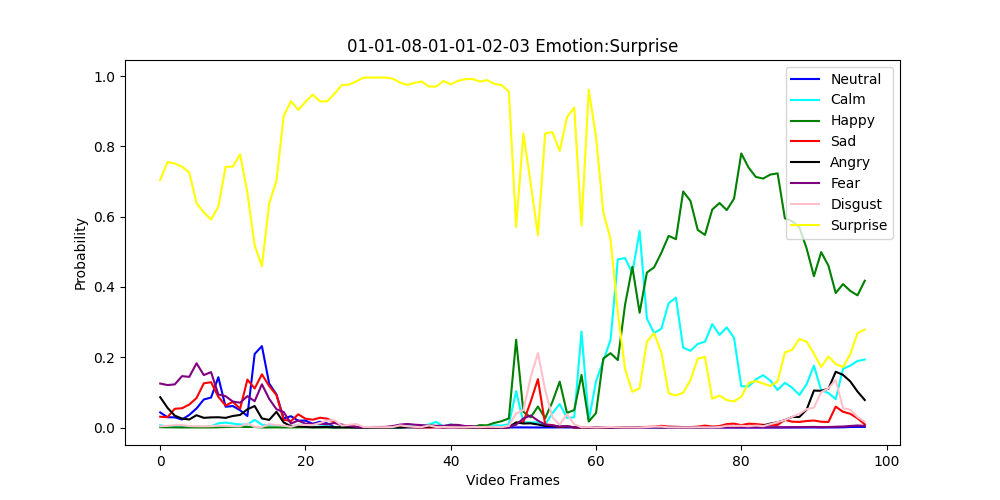 01-01-08-01-01-02-03 Emotion:Surprise
1.0
0.8
0.6
0.4
0.2
0.0
Probability
0
20
40
60
80
100
Video Frames
Neutral
Calm
Happy
Sad
Angry
Fear
Disgust
Surprise